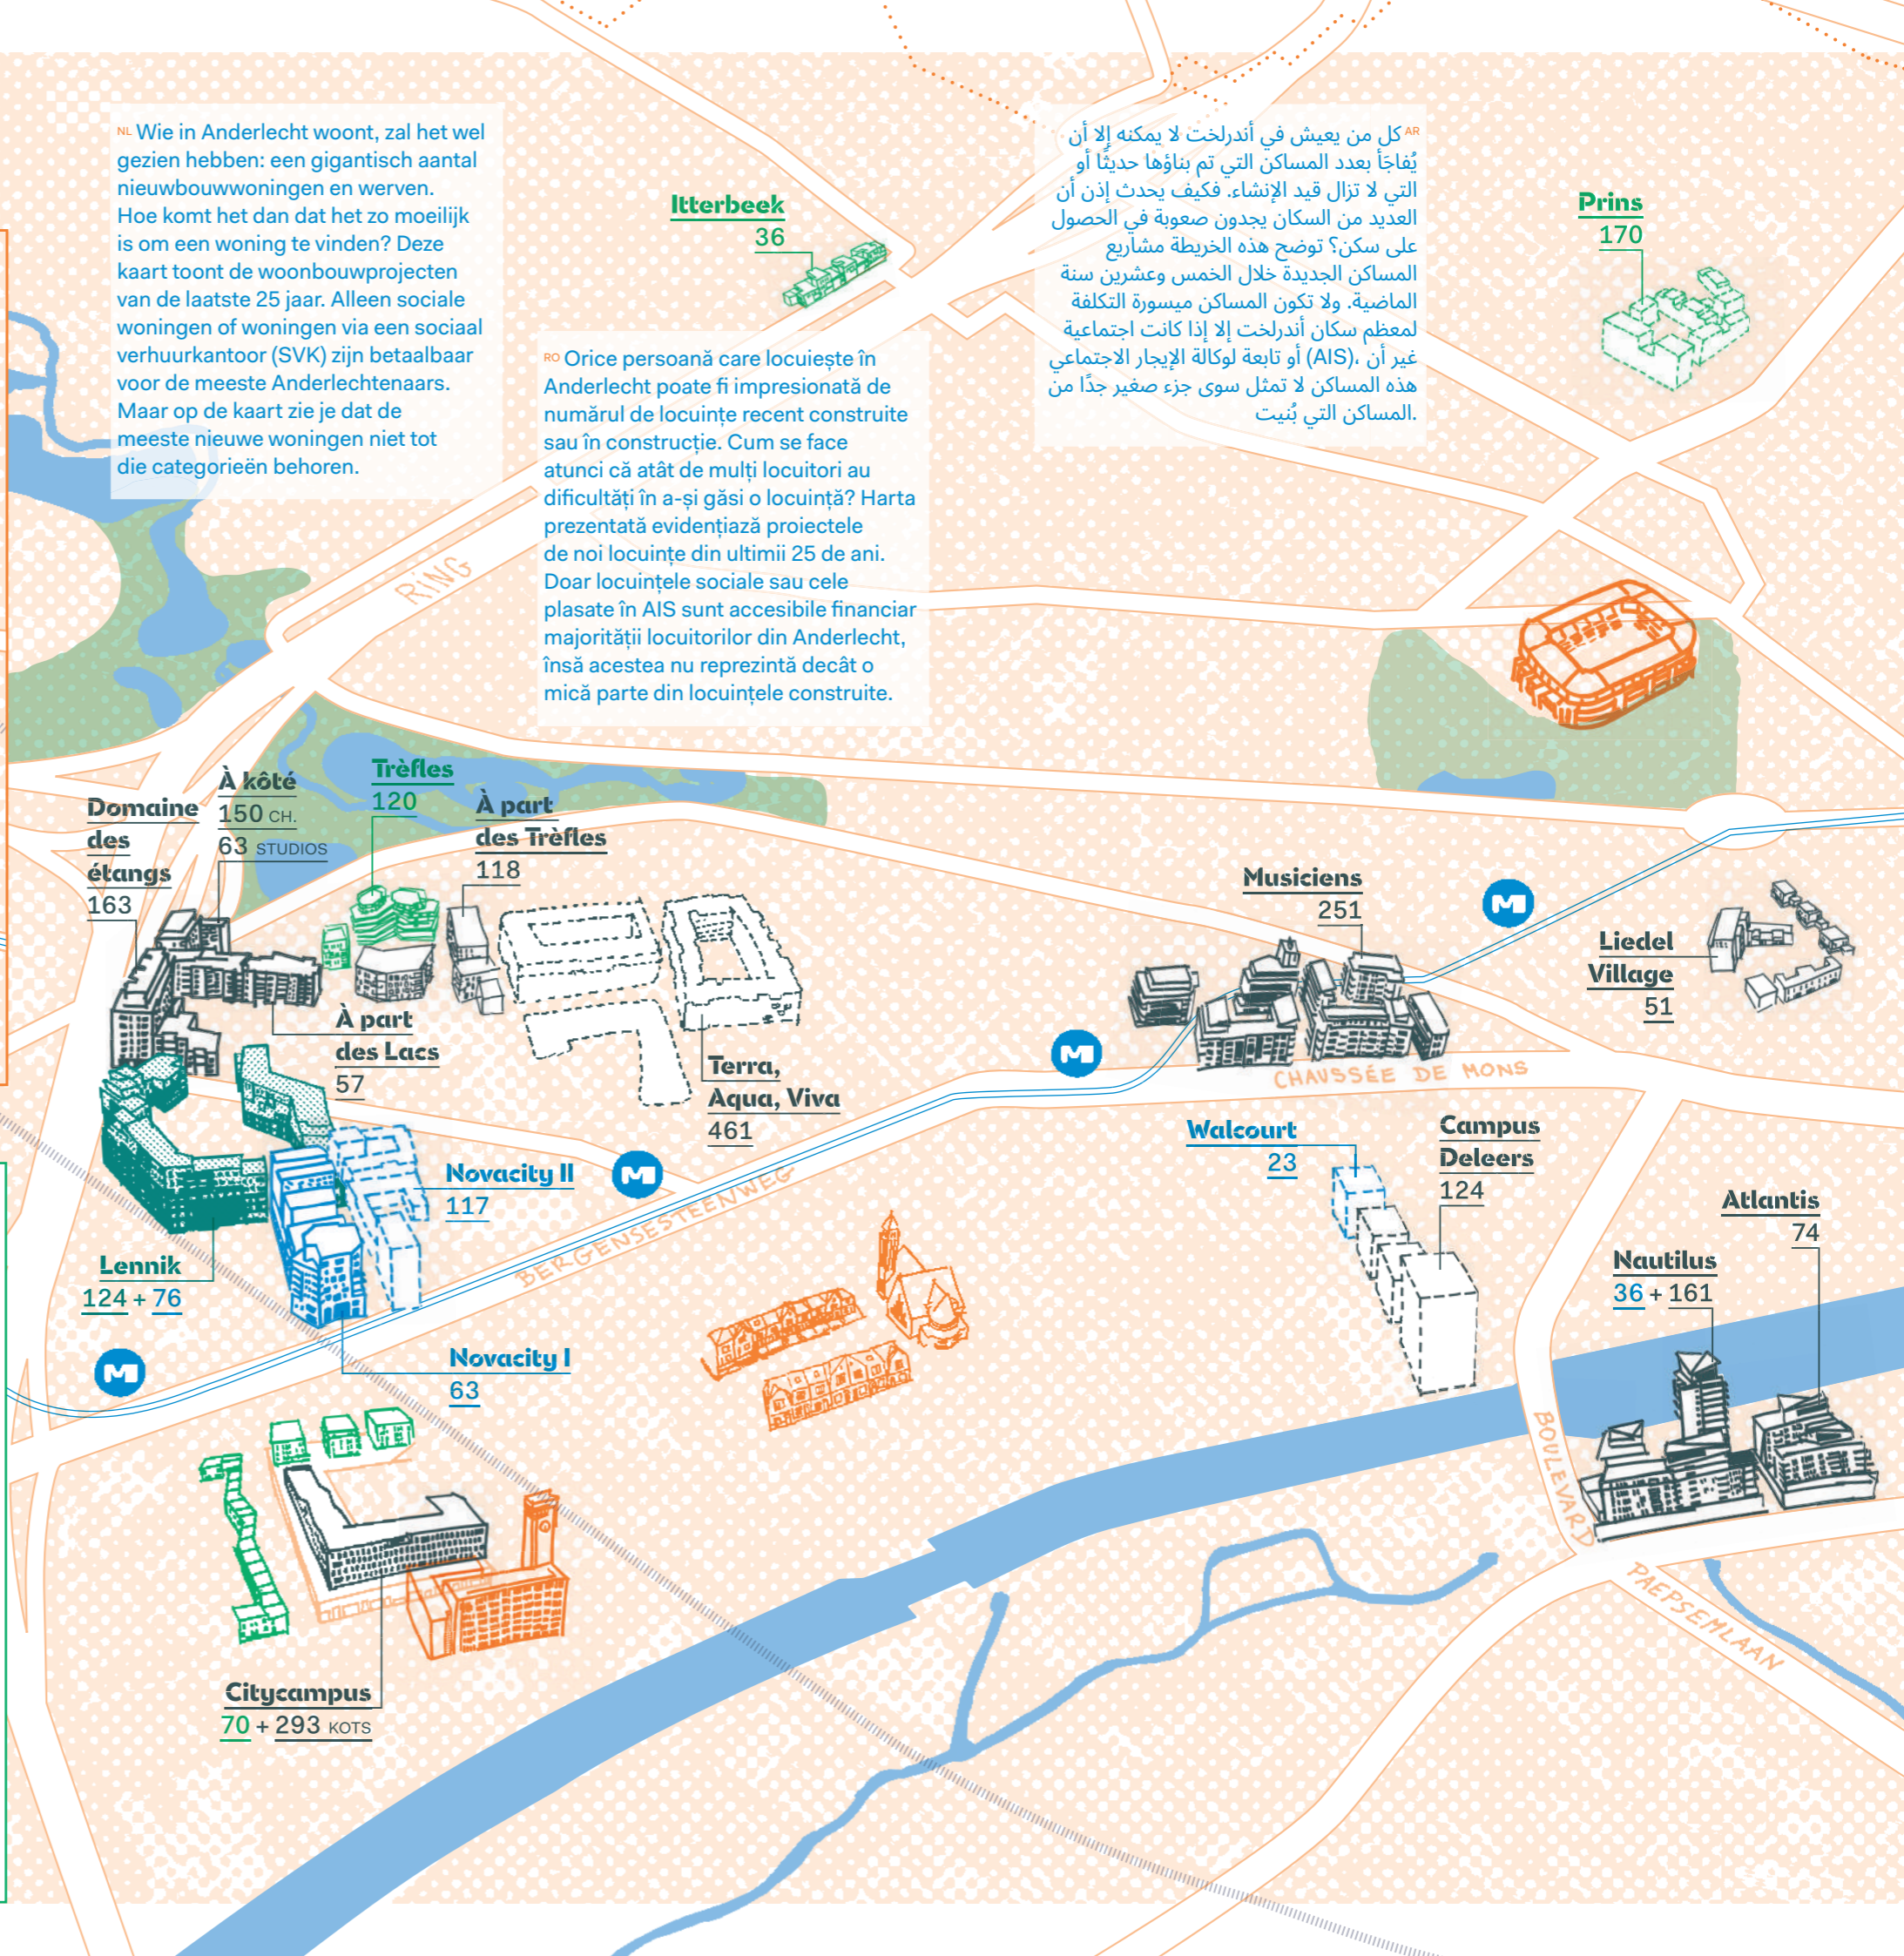 NL Wie in Anderlecht woont, zal het wel
gezien hebben: een gigantisch aantal
nieuwbouwwoningen en werven.
Hoe komt het dan dat het zo moeilijk
is om een woning te vinden? Deze
kaart toont de woonbouwprojecten
van de laatste 25 jaar. Alleen sociale
woningen of woningen via een sociaal
verhuurkantoor (SVK) zijn betaalbaar
voor de meeste Anderlechtenaars.
Maar op de kaart zie je dat de
meeste nieuwe woningen niet tot
die categorieën behoren.
RO Orice persoană care locuiește în
Anderlecht poate fi impresionată de
numărul de locuințe recent construite
sau în construcție. Cum se face
atunci că atât de mulți locuitori au
dificultăți în a-și găsi o locuință? Harta
prezentată evidențiază proiectele
de noi locuințe din ultimii 25 de ani.
Doar locuințele sociale sau cele
plasate în AIS sunt accesibile financiar
majorității locuitorilor din Anderlecht,
însă acestea nu reprezintă decât o
mică parte din locuințele construite.
AR كل من يعيش في أندرلخت لا يمكنه إلا أن
يُفاجَأ بعدد المساكن التي تم بناؤها حديثًا أو
التي لا تزال قيد الإنشاء. فكيف يحدث إذن أن
العديد من السكان يجدون صعوبة في الحصول
على سكن؟ توضح هذه الخريطة مشاريع
المساكن الجديدة خلال الخمس وعشرين سنة
الماضية. ولا تكون المساكن ميسورة التكلفة
لمعظم سكان أندرلخت إلا إذا كانت اجتماعية
غير أن ،(AIS) أو تابعة لوكالة الإيجار الاجتماعي
هذه المساكن لا تمثل سوى جزء صغير جدًا من
.المساكن التي بُنيت
Itterbeek
36
Prins
170
RING
Domaine
des
étangs
163
À kôté
150 CH.
63 STUDIOS
Trèfles
120
À part
des Trèfles
118
À part
des Lacs
57
Terra,
Aqua, Viva
461
Musiciens
251
M
Liedel
Village
51
M
CHAUSSÉE DE MONS
Novacity II
117
M
BERGENSESTEENWEG
Walcourt
23
Campus
Deleers
124
Atlantis
74
Nautilus
36 + 161
Lennik
124 + 76
M
Novacity I
63
BOULEVARD
PAEPSEMLAAN
Citycampus
70 + 293 KOTS